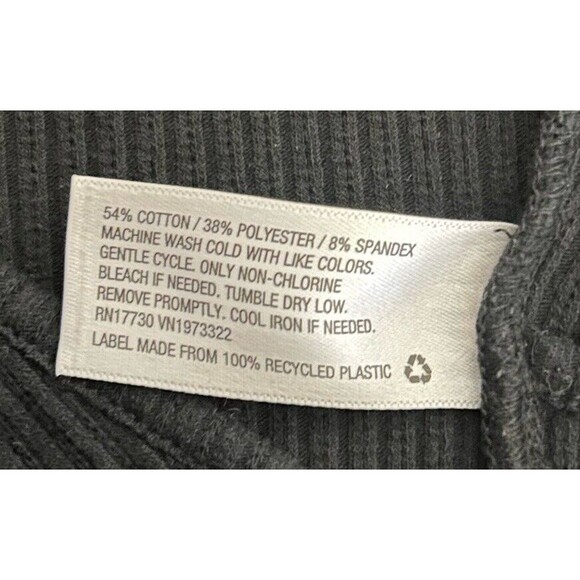 54% COTTON / 38% POLYESTER / 8% SPANDEX
MACHINE WASH COLD WITH LIKE COLORS.
GENTLE CYCLE. ONLY NON-CHLORINE
BLEACH IF NEEDED. TUMBLE DRY LOW.
REMOVE PROMPTLY. COOL IRON IF NEEDED.
RN17730 VN1973322
LABEL MADE FROM 100% RECYCLED PLASTIC